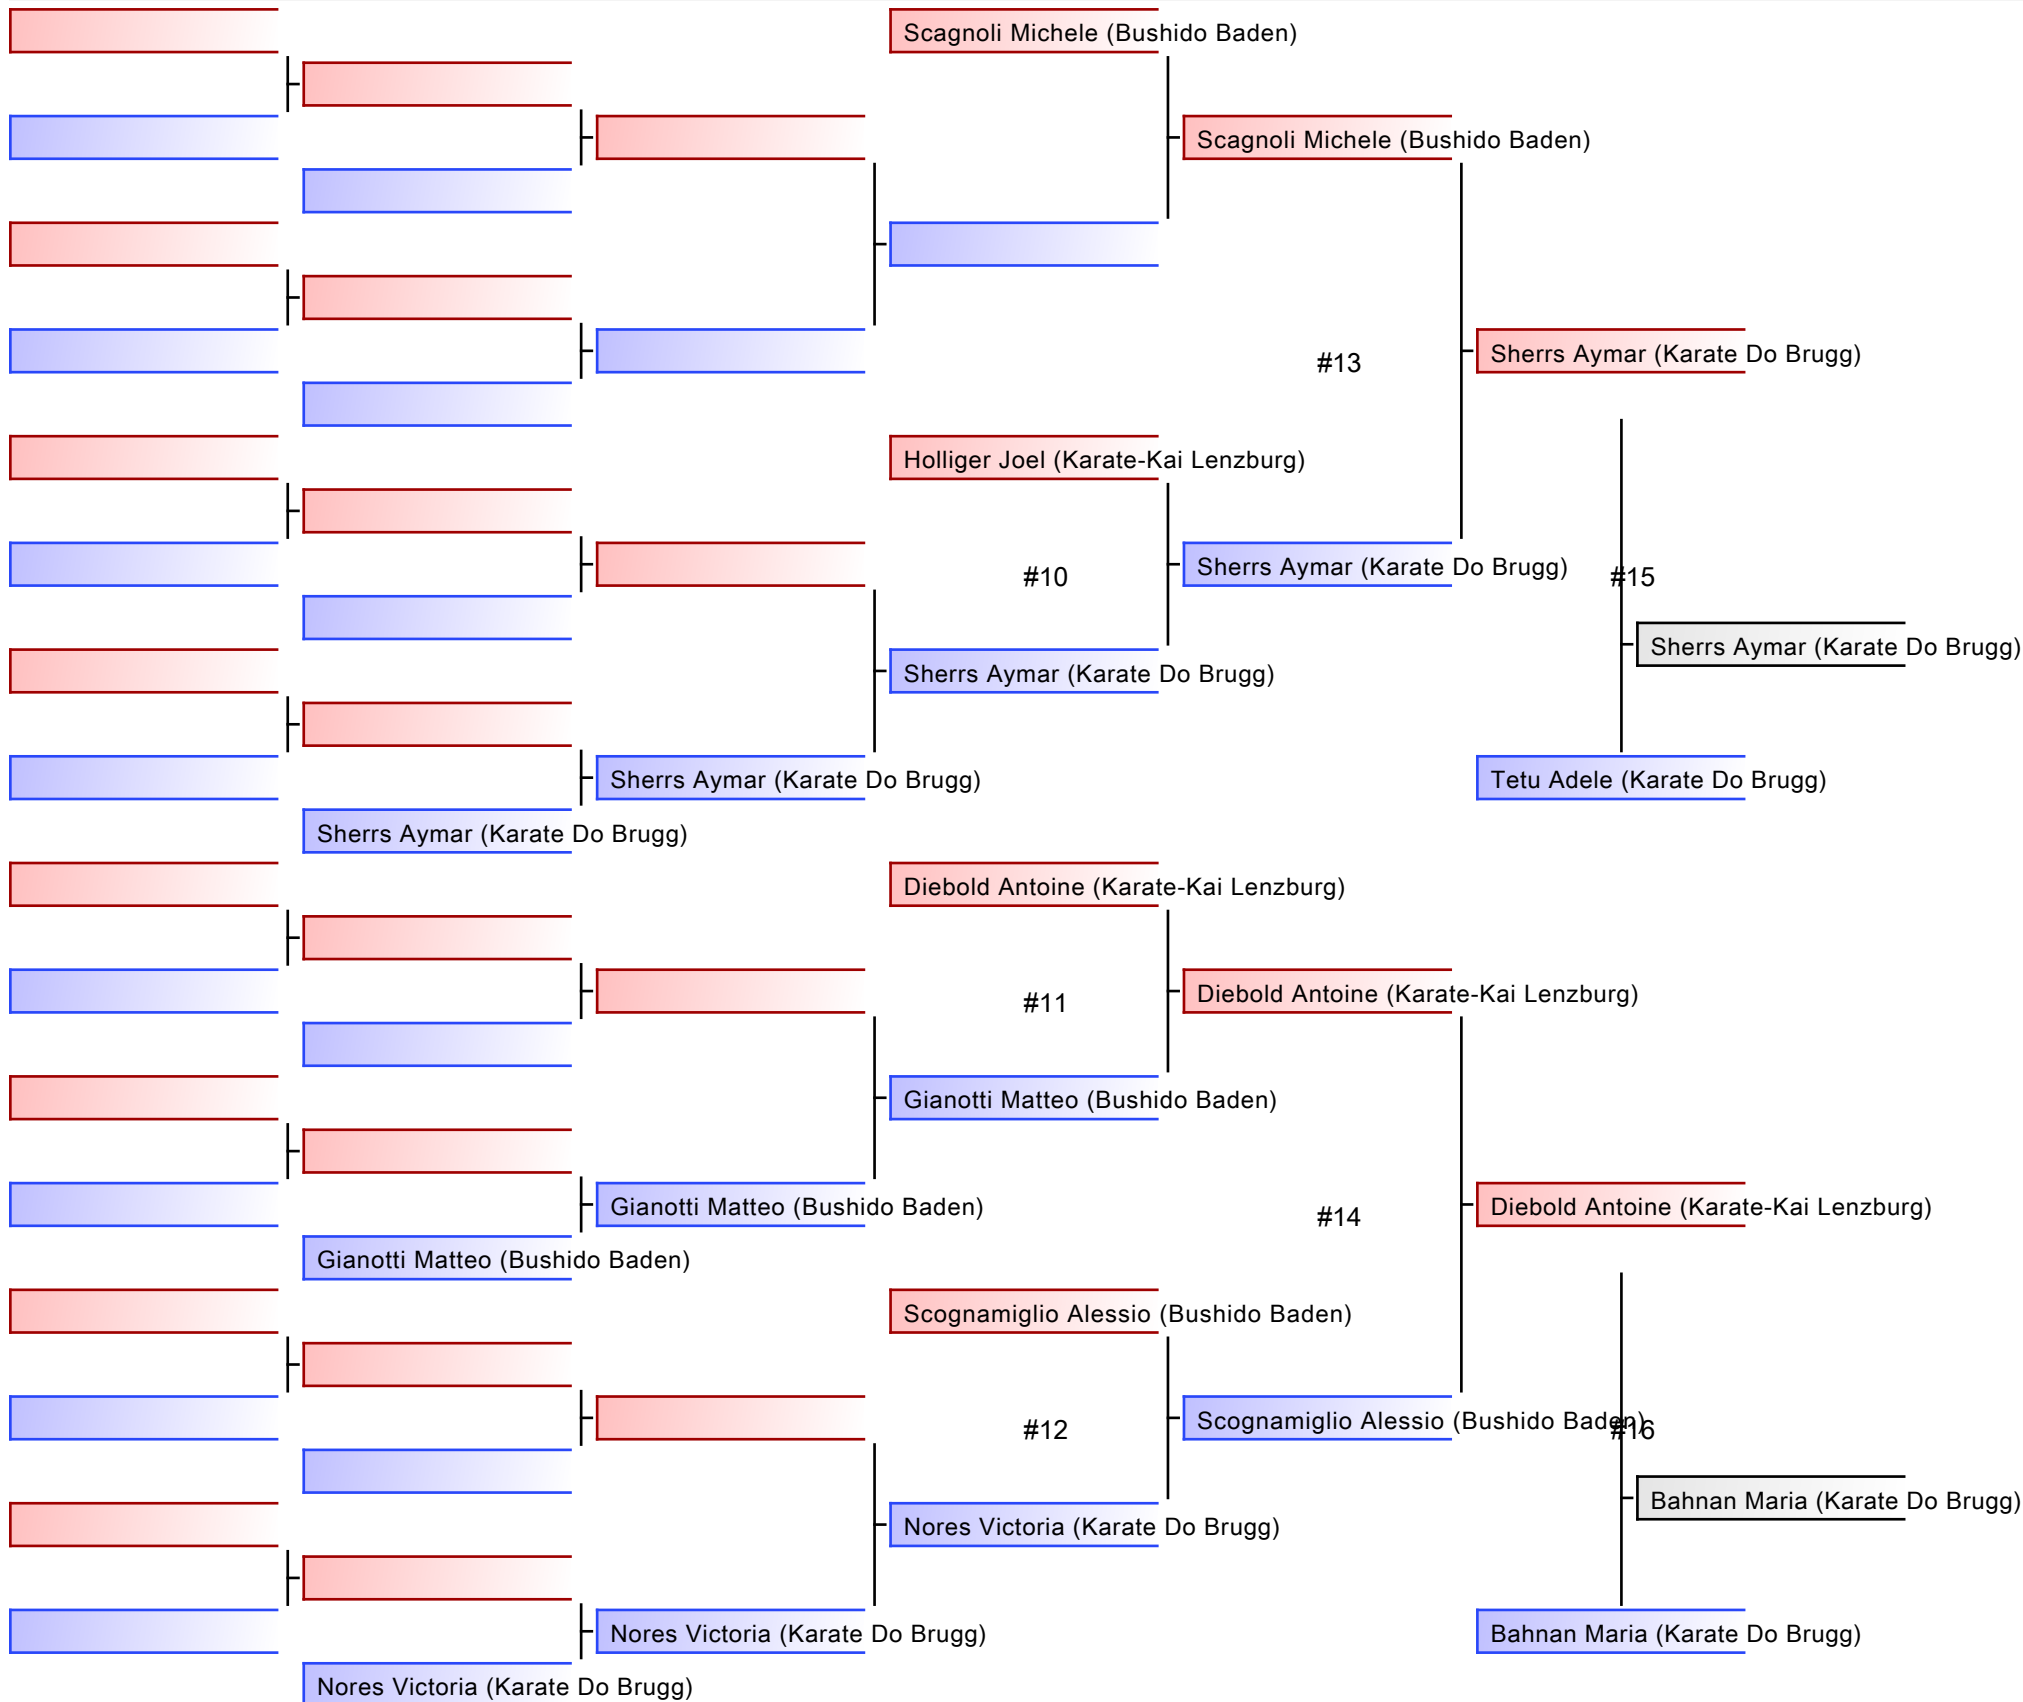 Scagnoli Michele (Bushido Baden)
Scagnoli Michele (Bushido Baden)
Sherrs Aymar (Karate Do Brugg)
#13
Holliger Joel (Karate-Kai Lenzburg)
Sherrs Aymar (Karate Do Brugg)
#10
#15
Sherrs Aymar (Karate Do Brugg)
Sherrs Aymar (Karate Do Brugg)
Sherrs Aymar (Karate Do Brugg)
Tetu Adele (Karate Do Brugg)
Sherrs Aymar (Karate Do Brugg)
Diebold Antoine (Karate-Kai Lenzburg)
Diebold Antoine (Karate-Kai Lenzburg)
#11
Gianotti Matteo (Bushido Baden)
Gianotti Matteo (Bushido Baden)
Diebold Antoine (Karate-Kai Lenzburg)
#14
Gianotti Matteo (Bushido Baden)
Scognamiglio Alessio (Bushido Baden)
Scognamiglio Alessio (Bushido Baden)
#12
#16
Bahnan Maria (Karate Do Brugg)
Nores Victoria (Karate Do Brugg)
Nores Victoria (Karate Do Brugg)
Bahnan Maria (Karate Do Brugg)
Nores Victoria (Karate Do Brugg)